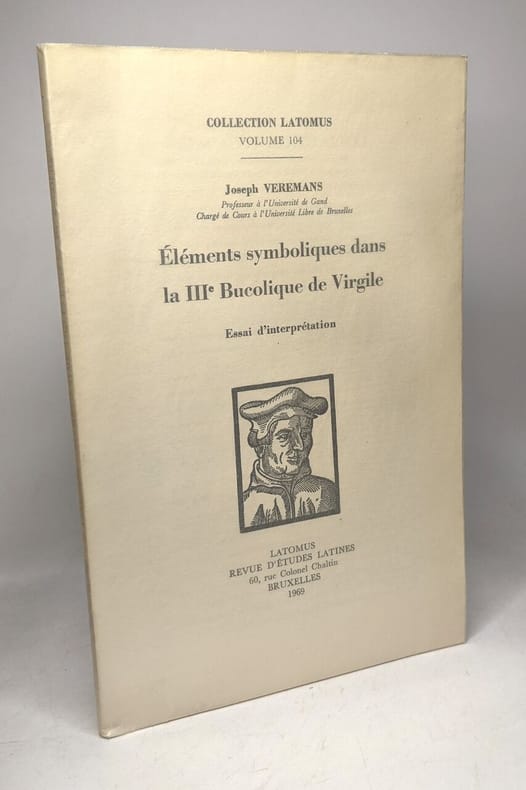 COLLECTION LATOMUS
VOLUME 104
Joseph VEREMANS
Professeur à l'Université de Gand
Chargé de Cours à l'Université Libre de Bruxelles
Éléments symboliques dans
la IIIe Bucolique de Virgile
Essai d'interprétation
LATOMUS
REVUE D'ÉTUDES LATINES
60, rue Colonel Chaltin
BRUXELLES
1969